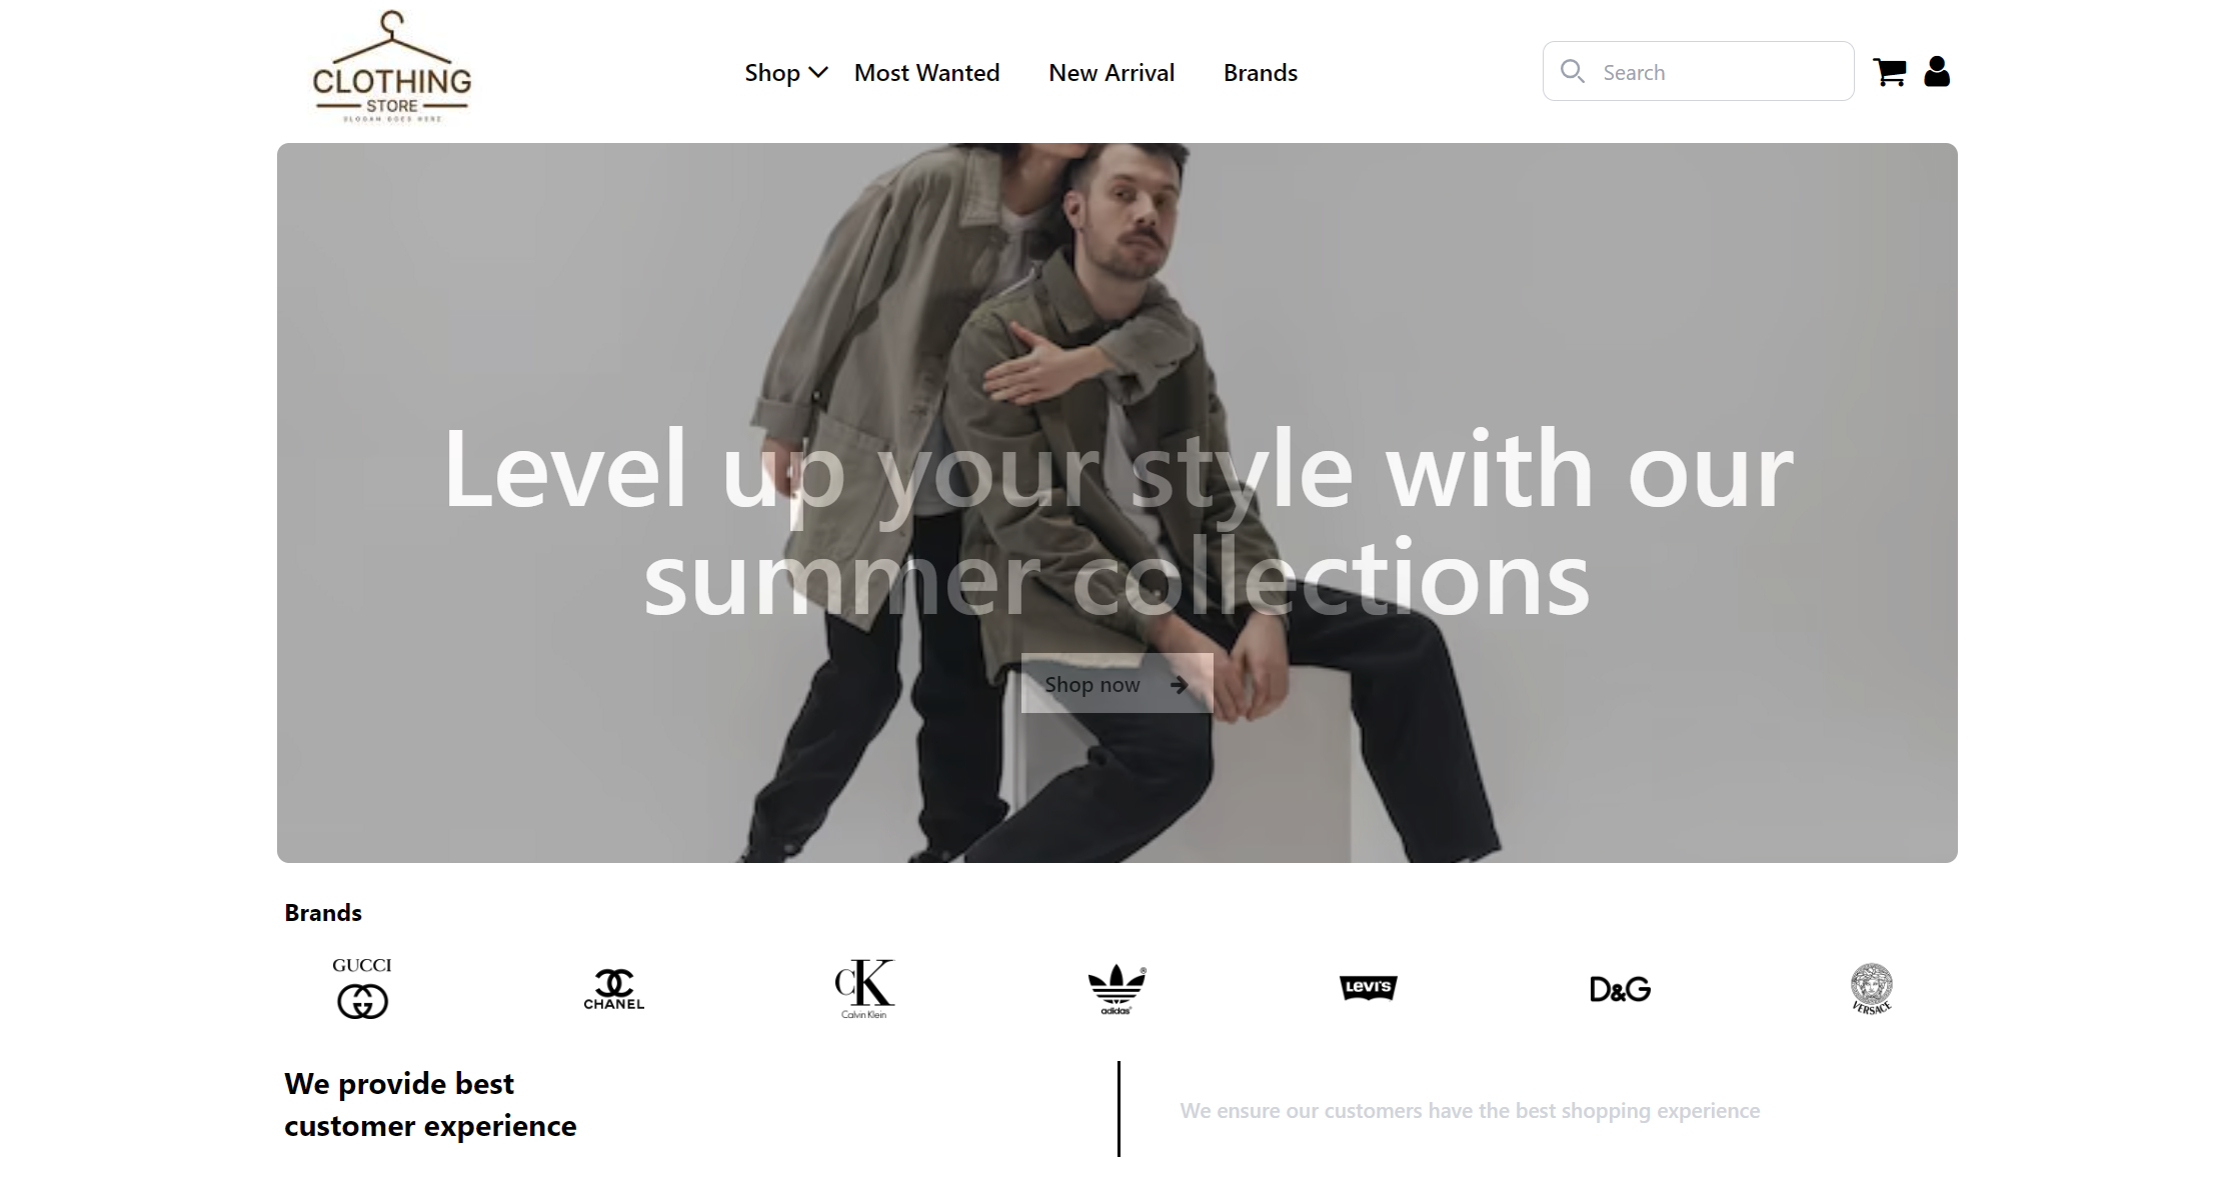 CLOTHING
STORE
SLOGAN GOES HERE
Shop
Most Wanted
New Arrival
Brands
Search
Level up your style with our
summer collections
Shop now
Brands
GUCCI
CHANEL
CK
Calvin Klein
adidas
Levi's
D&G
VERSACE
We provide best
customer experience
We ensure our customers have the best shopping experience